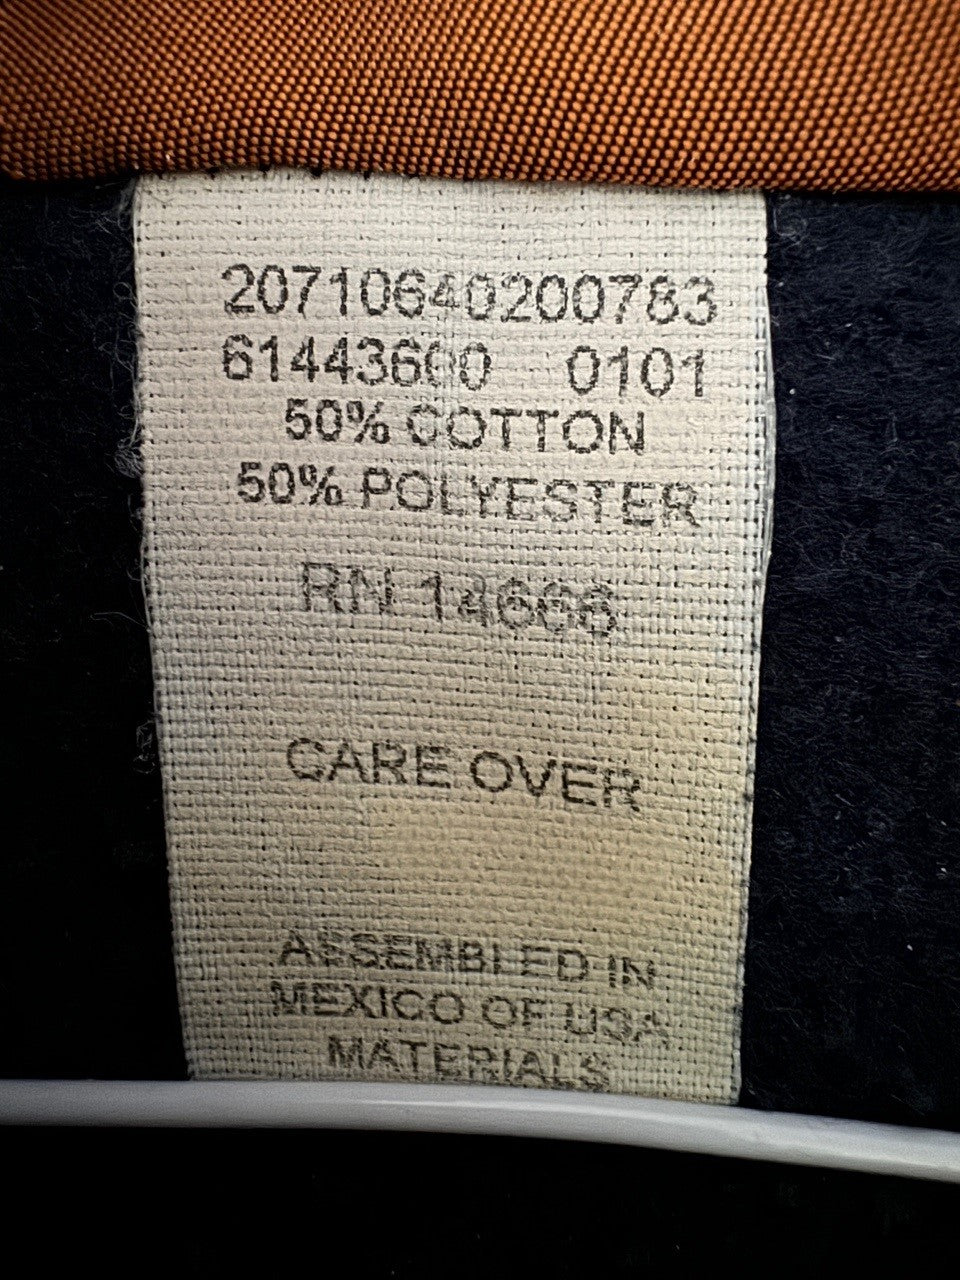 20710640200783
61443600 0101
50% COTTON
50% POLYESTER
RN 14666
CARE OVER
ASSEMBLED IN
MEXICO OF USA
MATERIALS